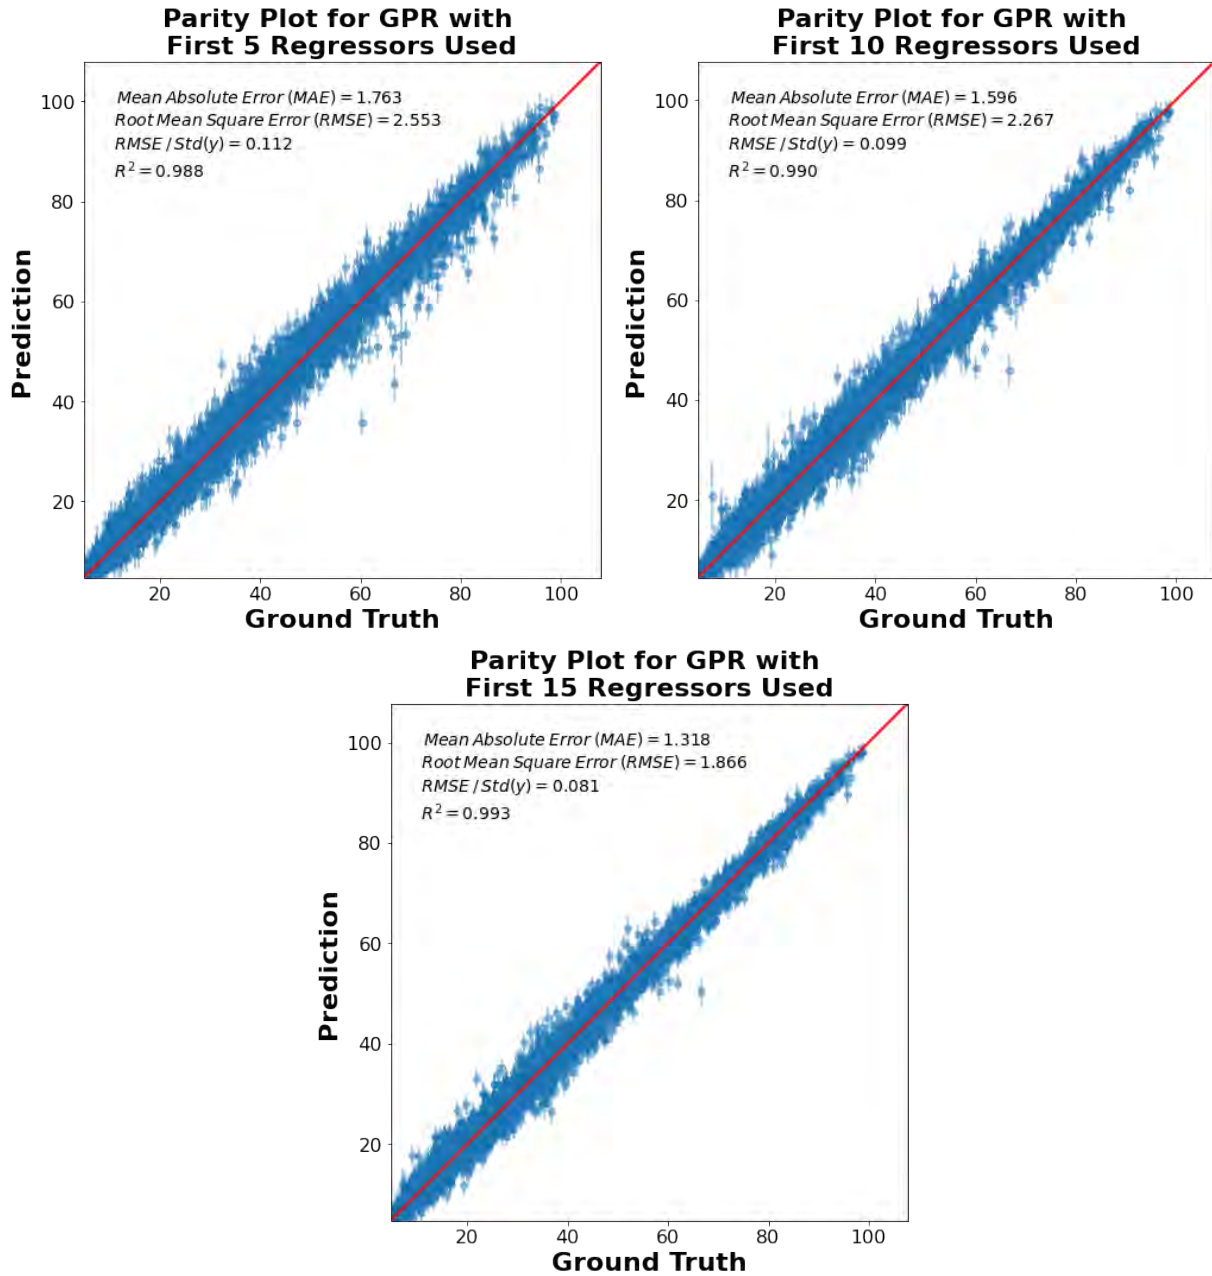 Parity Plot for GPR with
First 5 Regressors Used
Mean Absolute Error (MAE) = 1.763
Root Mean Square Error (RMSE) = 2.553
RMSE / Std(y) = 0.112
R² = 0.988
100
80
60
40
20
Prediction
20 40 60 80 100
Ground Truth
Parity Plot for GPR with
First 10 Regressors Used
Mean Absolute Error (MAE) = 1.596
Root Mean Square Error (RMSE) = 2.267
RMSE / Std(y) = 0.099
R² = 0.990
100
80
60
40
20
Prediction
20 40 60 80 100
Ground Truth
Parity Plot for GPR with
First 15 Regressors Used
Mean Absolute Error (MAE) = 1.318
Root Mean Square Error (RMSE) = 1.866
RMSE / Std(y) = 0.081
R² = 0.993
100
80
60
40
20
Prediction
20 40 60 80 100
Ground Truth